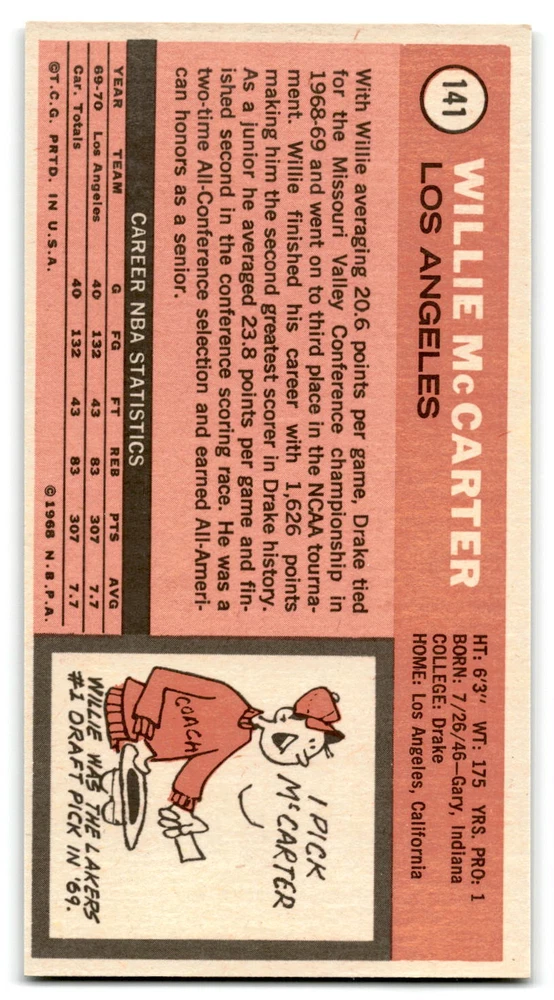 141
WILLIE McCARTER
LOS ANGELES
HT: 6'3" WT: 175 YRS. PRO: 1
BORN: 7/26/46—Gary, Indiana
COLLEGE: Drake
HOME: Los Angeles, California
With Willie averaging 20.6 points per game, Drake tied
for the Missouri Valley Conference championship in
1968-69 and went on to third place in the NCAA tourna-
ment. Willie finished his career with 1,626 points
making him the second greatest scorer in Drake history.
As a junior he averaged 23.8 points per game and fin-
ished second in the conference scoring race. He was a
two-time All-Conference selection and earned All-Ameri-
can honors as a senior.
CAREER NBA STATISTICS
YEAR TEAM G FG FT REB PTS AVG
69-70 Los Angeles 40 132 43 83 307 7.7
Car. Totals 40 132 43 83 307 7.7
©T.C.G. PRTD. IN U.S.A. ©1968 N.B.P.A.
I PICK
McCARTER
COACH
WILLIE WAS THE LAKERS
#1 DRAFT PICK IN '69.